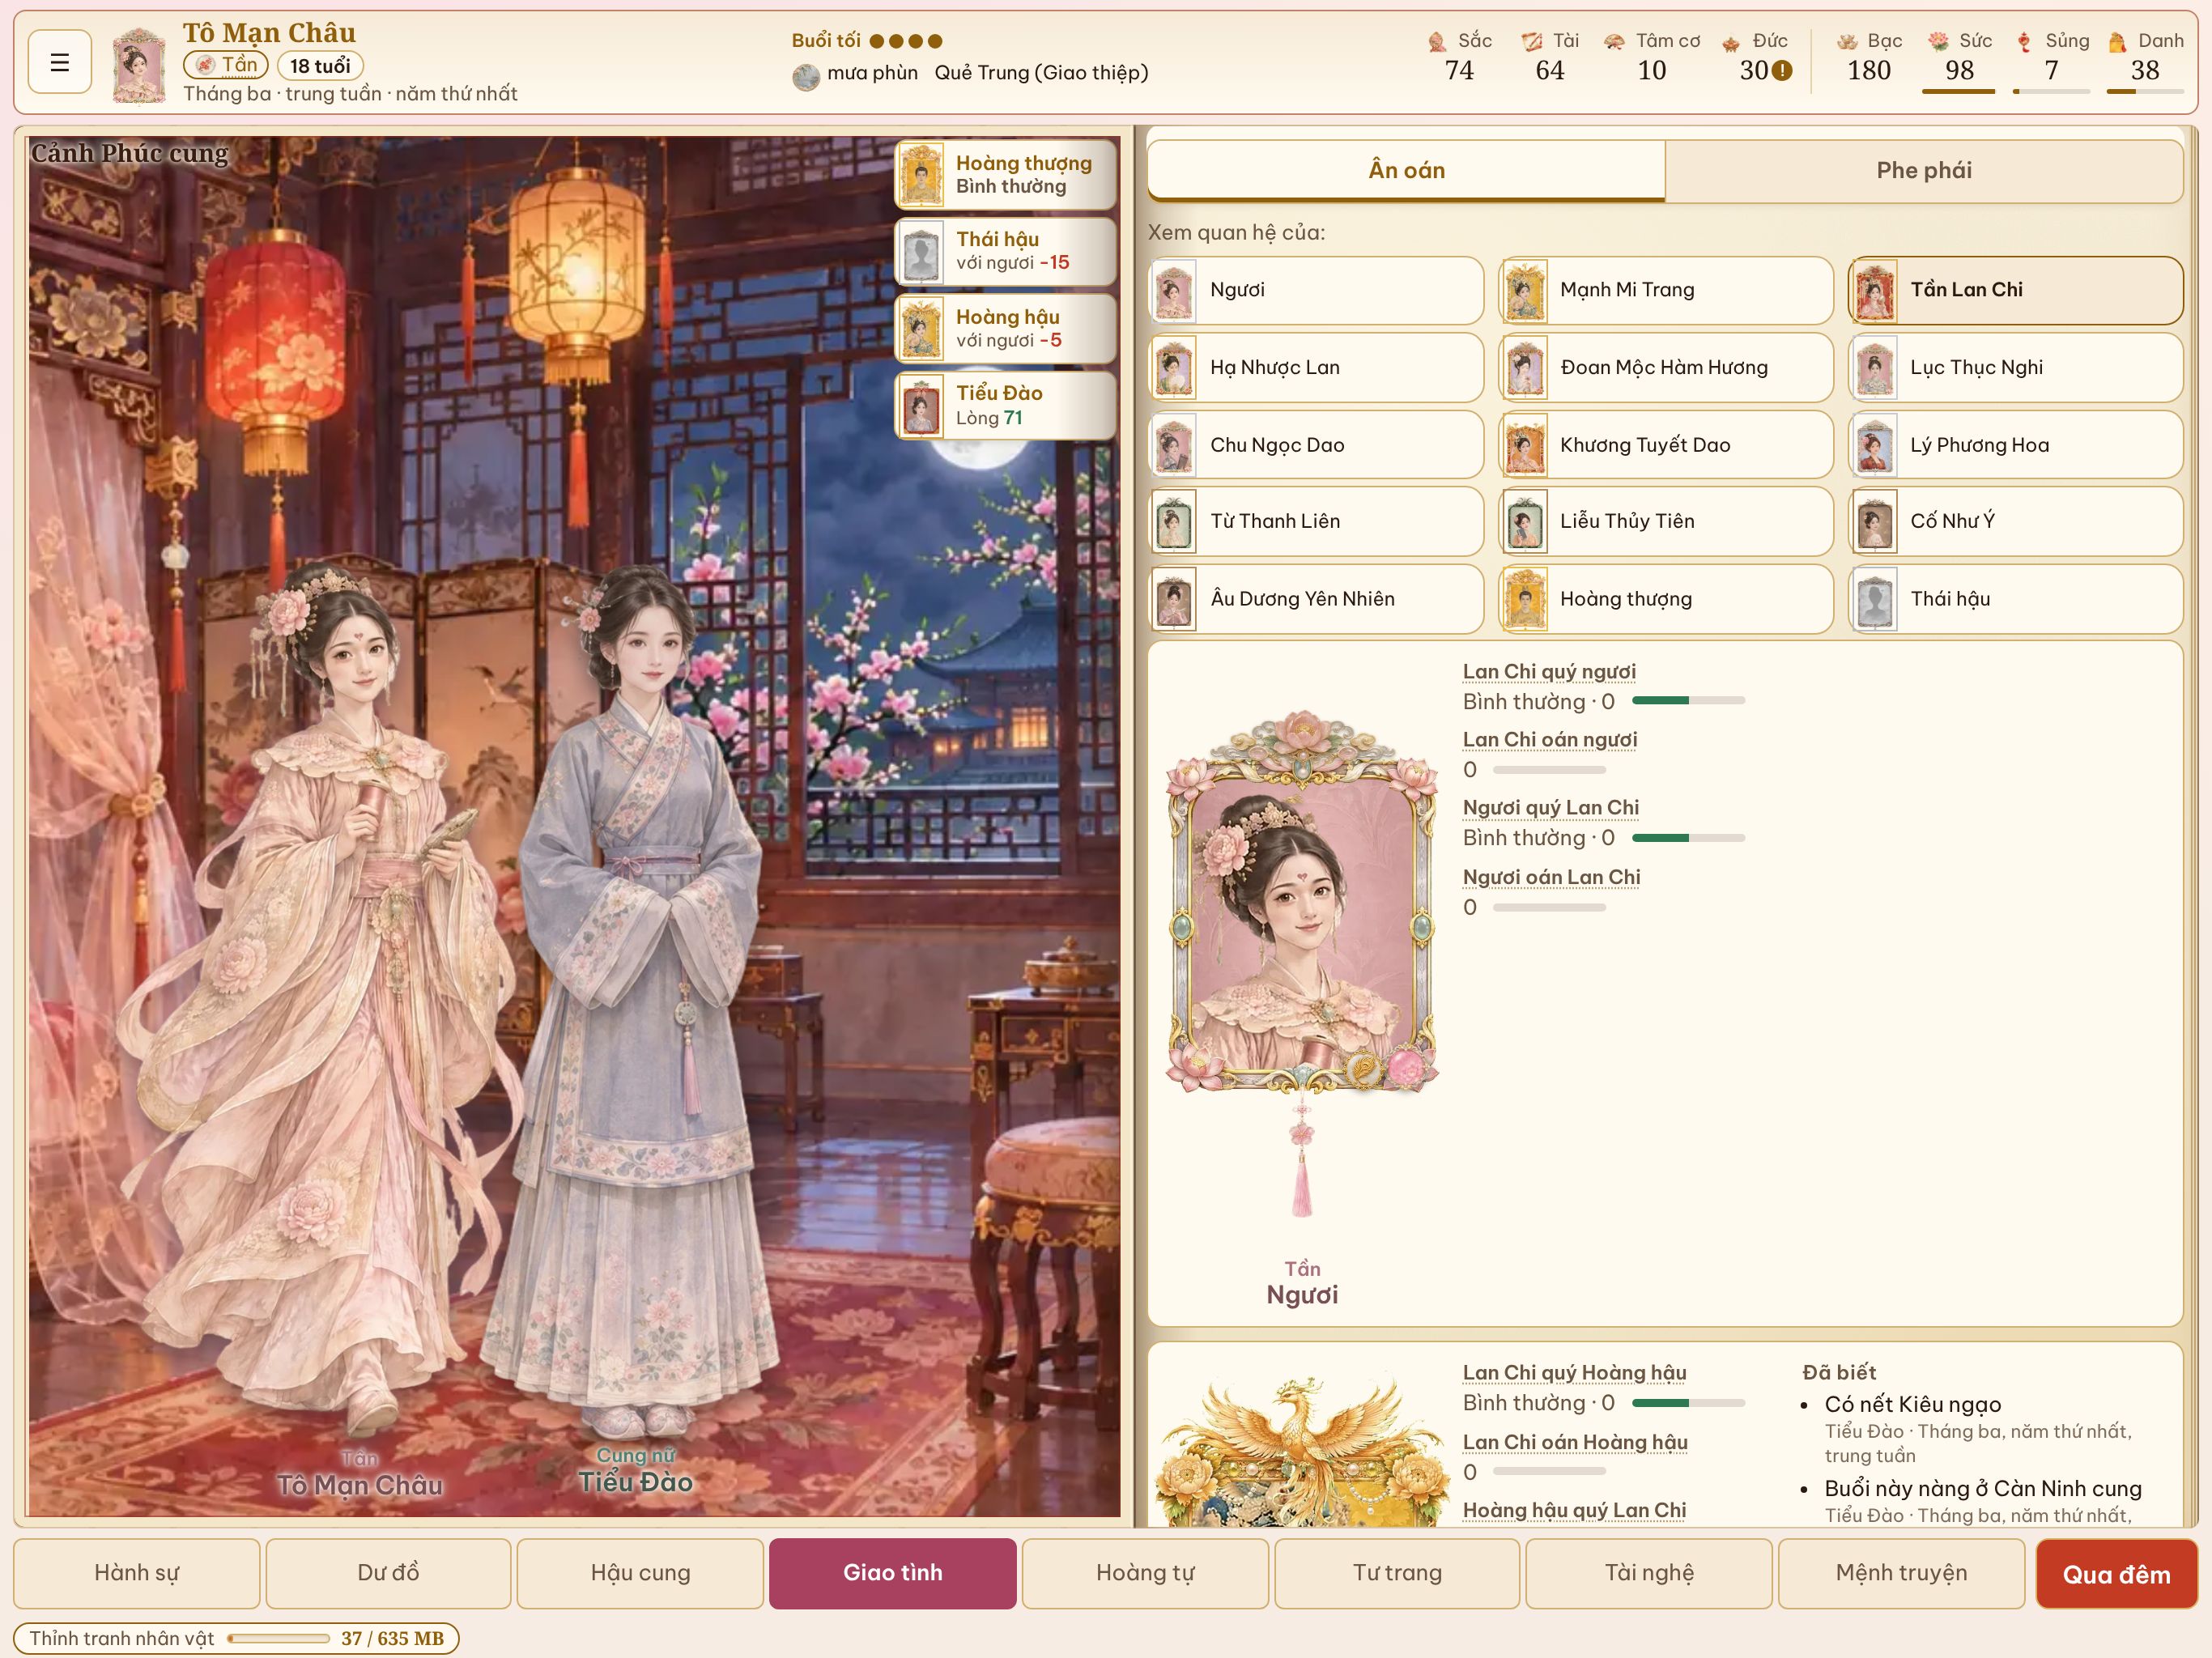 Tô Mạn Châu
Tần
18 tuổi
Tháng ba · trung tuần · năm thứ nhất
Buổi tối
mưa phùn Quẻ Trung (Giao thiệp)
Sắc Tài Tâm cơ Đức Bạc Sức Sủng Danh
74 64 10 30 ! 180 98 7 38
Cảnh Phúc cung
Hoàng thượng
Bình thường
Thái hậu
với ngươi -15
Hoàng hậu
với ngươi -5
Tiểu Đào
Lòng 71
Tần
Tô Mạn Châu
Cung nữ
Tiểu Đào
Ân oán
Phe phái
Xem quan hệ của:
Ngươi
Mạnh Mi Trang
Tần Lan Chi
Hạ Nhược Lan
Đoan Mộc Hàm Hương
Lục Thục Nghi
Chu Ngọc Dao
Khương Tuyết Dao
Lý Phương Hoa
Từ Thanh Liên
Liễu Thủy Tiên
Cố Như Ý
Âu Dương Yên Nhiên
Hoàng thượng
Thái hậu
Lan Chi quý ngươi
Bình thường · 0
Lan Chi oán ngươi
0
Ngươi quý Lan Chi
Bình thường · 0
Ngươi oán Lan Chi
0
Tần
Ngươi
Lan Chi quý Hoàng hậu
Bình thường · 0
Lan Chi oán Hoàng hậu
0
Hoàng hậu quý Lan Chi
Đã biết
• Có nết Kiêu ngạo
Tiểu Đào · Tháng ba, năm thứ nhất,
trung tuần
• Buổi này nàng ở Càn Ninh cung
Tiểu Đào · Tháng ba, năm thứ nhất,
Hành sự
Dư đồ
Hậu cung
Giao tình
Hoàng tự
Tư trang
Tài nghệ
Mệnh truyện
Qua đêm
Thỉnh tranh nhân vật 37 / 635 MB